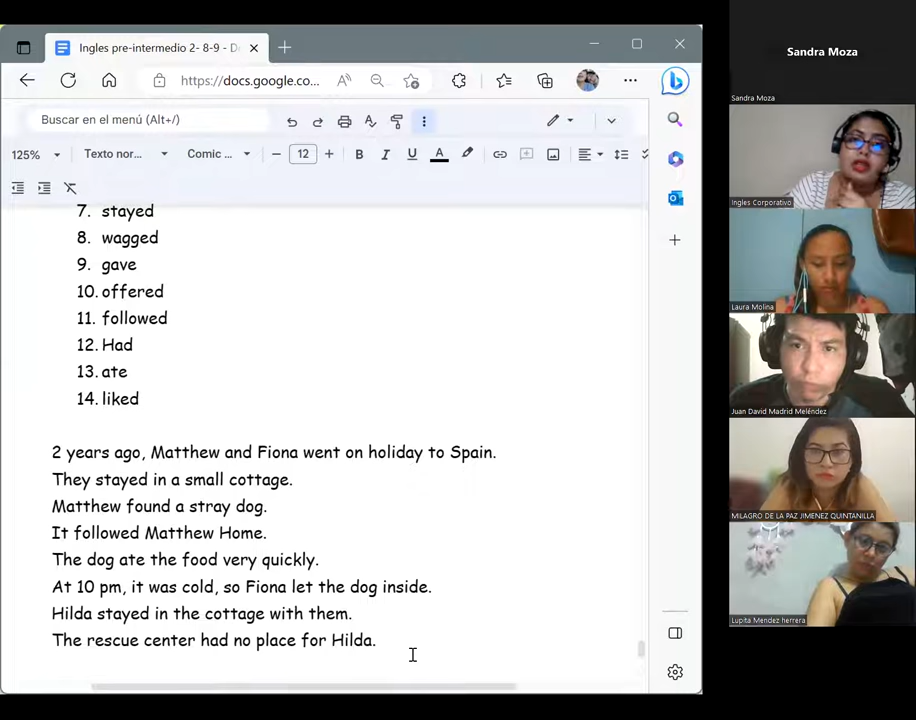 Sandra Moza
Sandra Moza
Ingles Corporativo
Laura Molina
Juan David Madrid Meléndez
MILAGRO DE LA PAZ JIMENEZ QUINTANILLA
Lupita Mendez herrera
Ingles pre-intermedio 2- 8-9 - D
https://docs.google.co...
Buscar en el menú (Alt+/)
125%
Texto nor...
Comic ...
12
B
I
U
A
7. stayed
8. wagged
9. gave
10. offered
11. followed
12. Had
13. ate
14. liked
2 years ago, Matthew and Fiona went on holiday to Spain.
They stayed in a small cottage.
Matthew found a stray dog.
It followed Matthew Home.
The dog ate the food very quickly.
At 10 pm, it was cold, so Fiona let the dog inside.
Hilda stayed in the cottage with them.
The rescue center had no place for Hilda.